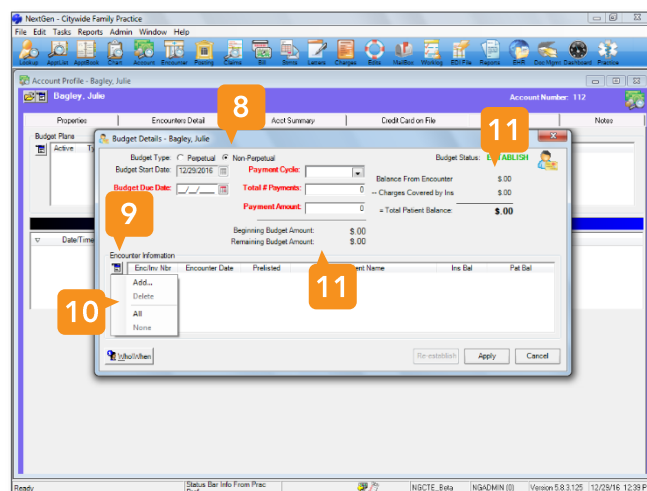 NextGen - Citywide Family Practice
File Edit Tasks Reports Admin Window Help
Lookup ApptList ApptBook Chart Account Encounter Posting Claims Bill Stmts Letters Charges Edits MailBox Worklog EDI File Reports EHR Doc Mgmt Dashboard Practice
Account Profile - Bagley, Julie
Bagley, Julie Account Number: 112
Properties Encounters Detail Acct Summary Credit Card on File Notes
8
11
Budget Plans
Active
Budget Details - Bagley, Julie
Budget Type: Perpetual Non-Perpetual Budget Status: ESTABLISH
Budget Start Date: 12/29/2016 Payment Cycle:
Balance From Encounter $.00
Budget Due Date: __/__/__ Total # Payments: 0 -- Charges Covered by Ins $.00
Payment Amount: 0 = Total Patient Balance: $.00
9
Beginning Budget Amount: $.00
Remaining Budget Amount: $.00
Date/Time
Encounter Information
11
Enc/Inv Nbr Encounter Date Prelisted Name Ins Bal Pat Bal
Add...
Delete
10
All
None
Who/When Re-establish Apply Cancel
Ready Status Bar Info From Prac NGCTE_Beta NGADMIN (0) Version 5.8.3.125 12/29/16 12:39 P